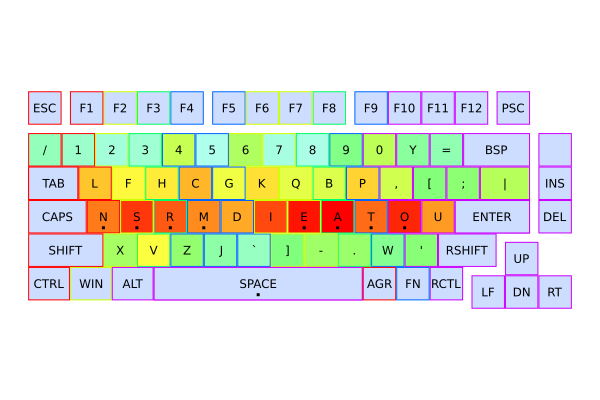 ESC F1 F2 F3 F4 F5 F6 F7 F8 F9 F10 F11 F12 PSC
/ 1 2 3 4 5 6 7 8 9 0 Y = BSP
TAB L F H C G K Q B P , [ ; | INS
CAPS N S R M D I E A T O U ENTER DEL
SHIFT X V Z J ` ] - . W ' RSHIFT UP
CTRL WIN ALT SPACE AGR FN RCTL LF DN RT